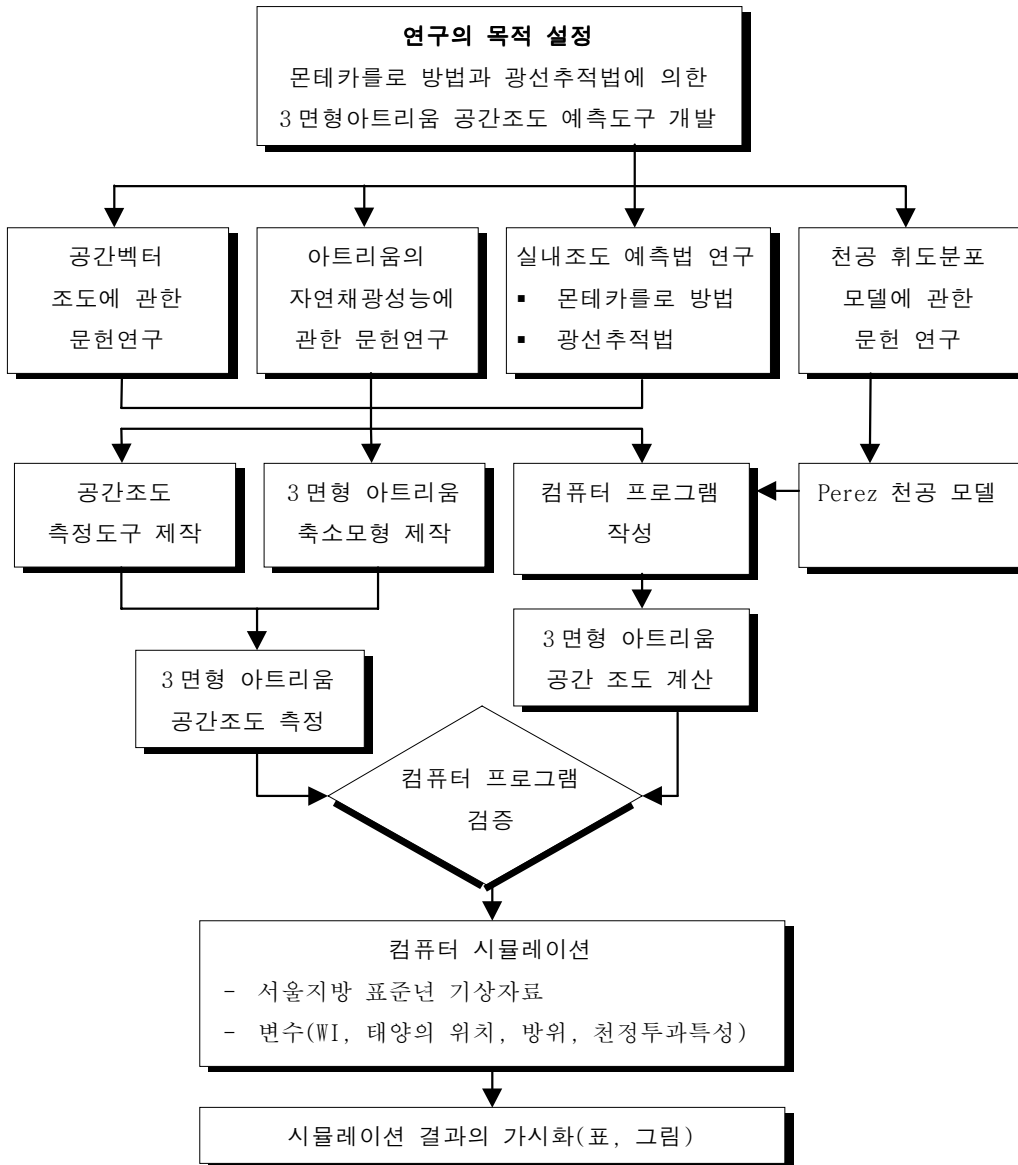 연구의 목적 설정
몬테카를로 방법과 광선추적법에 의한
3면형아트리움 공간조도 예측도구 개발
공간벡터
조도에 관한
문헌연구
아트리움의
자연채광성능에
관한 문헌연구
실내조도 예측법 연구
▪ 몬테카를로 방법
▪ 광선추적법
천공 휘도분포
모델에 관한
문헌 연구
공간조도
측정도구 제작
3면형 아트리움
축소모형 제작
컴퓨터 프로그램
작성
Perez 천공 모델
3면형 아트리움
공간조도 측정
3면형 아트리움
공간 조도 계산
컴퓨터 프로그램
검증
컴퓨터 시뮬레이션
- 서울지방 표준년 기상자료
- 변수(WI, 태양의 위치, 방위, 천정투과특성)
시뮬레이션 결과의 가시화(표, 그림)